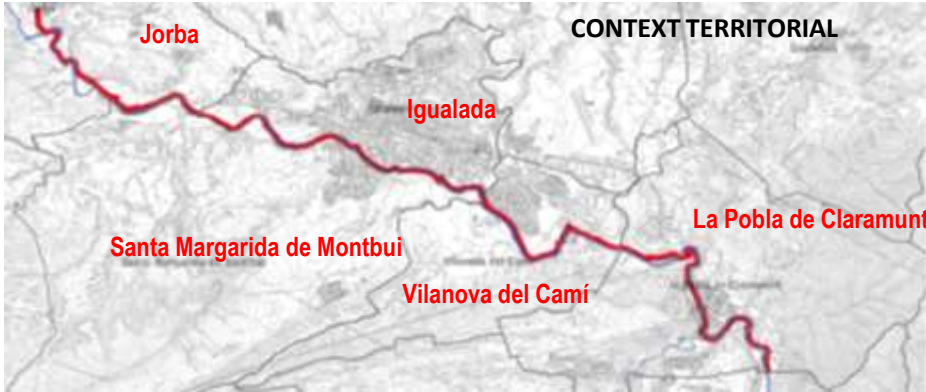 CONTEXT TERRITORIAL
Jorba
Igualada
La Pobla de Claramunt
Santa Margarida de Montbui
Vilanova del Camí